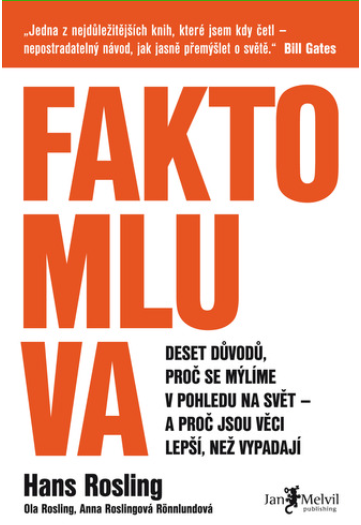 „Jedna z nejdůležitějších knih, které jsem kdy četl –
nepostradatelný návod, jak jasně přemýšlet o světě.“ Bill Gates
FAKTO
MLU
VA
DESET DŮVODŮ,
PROČ SE MÝLÍME
V POHLEDU NA SVĚT –
A PROČ JSOU VĚCI
LEPŠÍ, NEŽ VYPADAJÍ
Hans Rosling
Ola Rosling, Anna Roslingová Rönnlundová
Jan Melvil
publishing